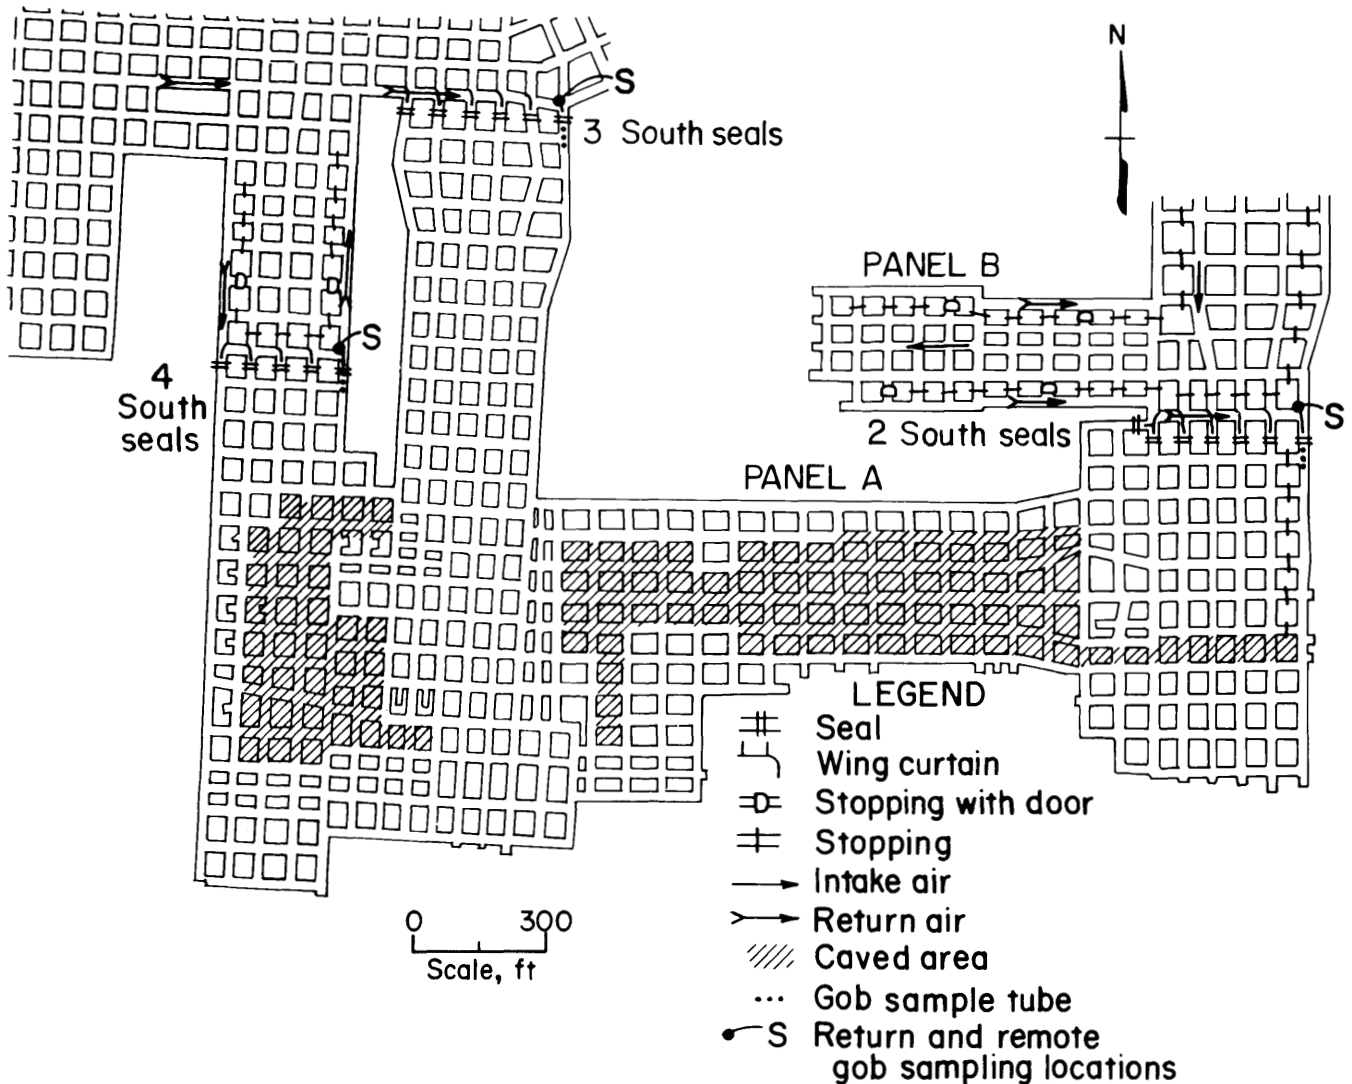 N
S
3 South seals
PANEL B
S
4
South
seals
S
2 South seals
PANEL A
LEGEND
Seal
Wing curtain
Stopping with door
Stopping
Intake air
Return air
Caved area
Gob sample tube
S Return and remote
gob sampling locations
0 300
Scale, ft